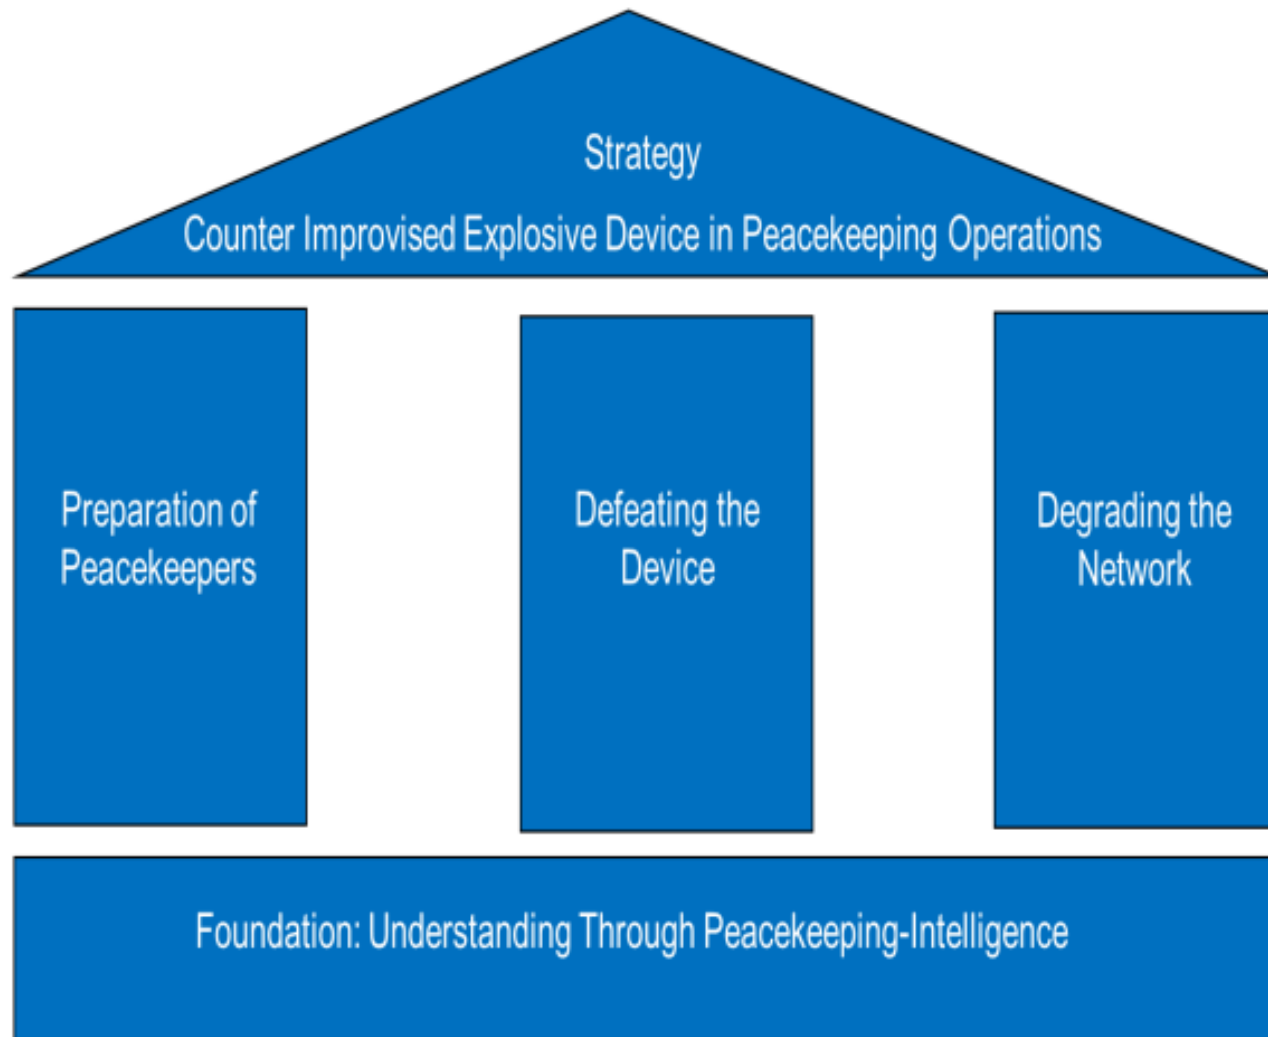 Strategy
Counter Improvised Explosive Device in Peacekeeping Operations
Preparation of
Peacekeepers
Defeating the
Device
Degrading the
Network
Foundation: Understanding Through Peacekeeping-Intelligence